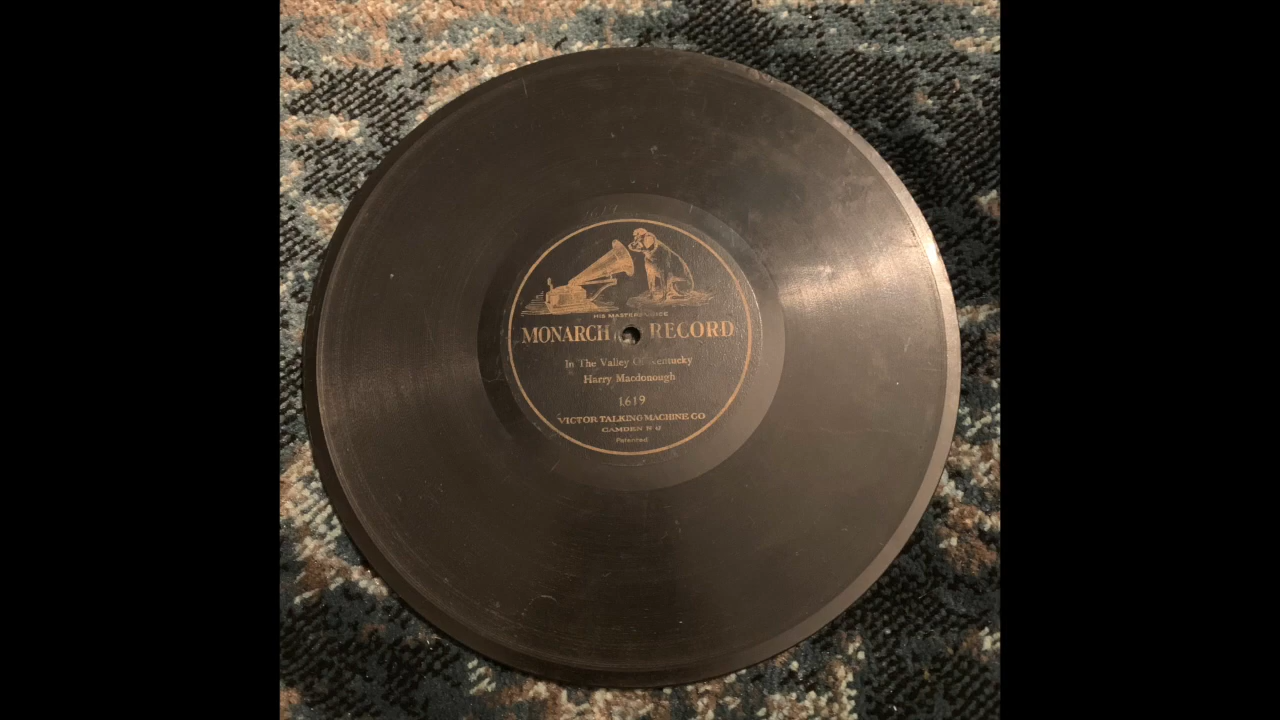 HIS MASTER'S VOICE
MONARCH RECORD
In The Valley Of Kentucky
Harry Macdonough
1619
VICTOR TALKING MACHINE CO
CAMDEN N J
Patented